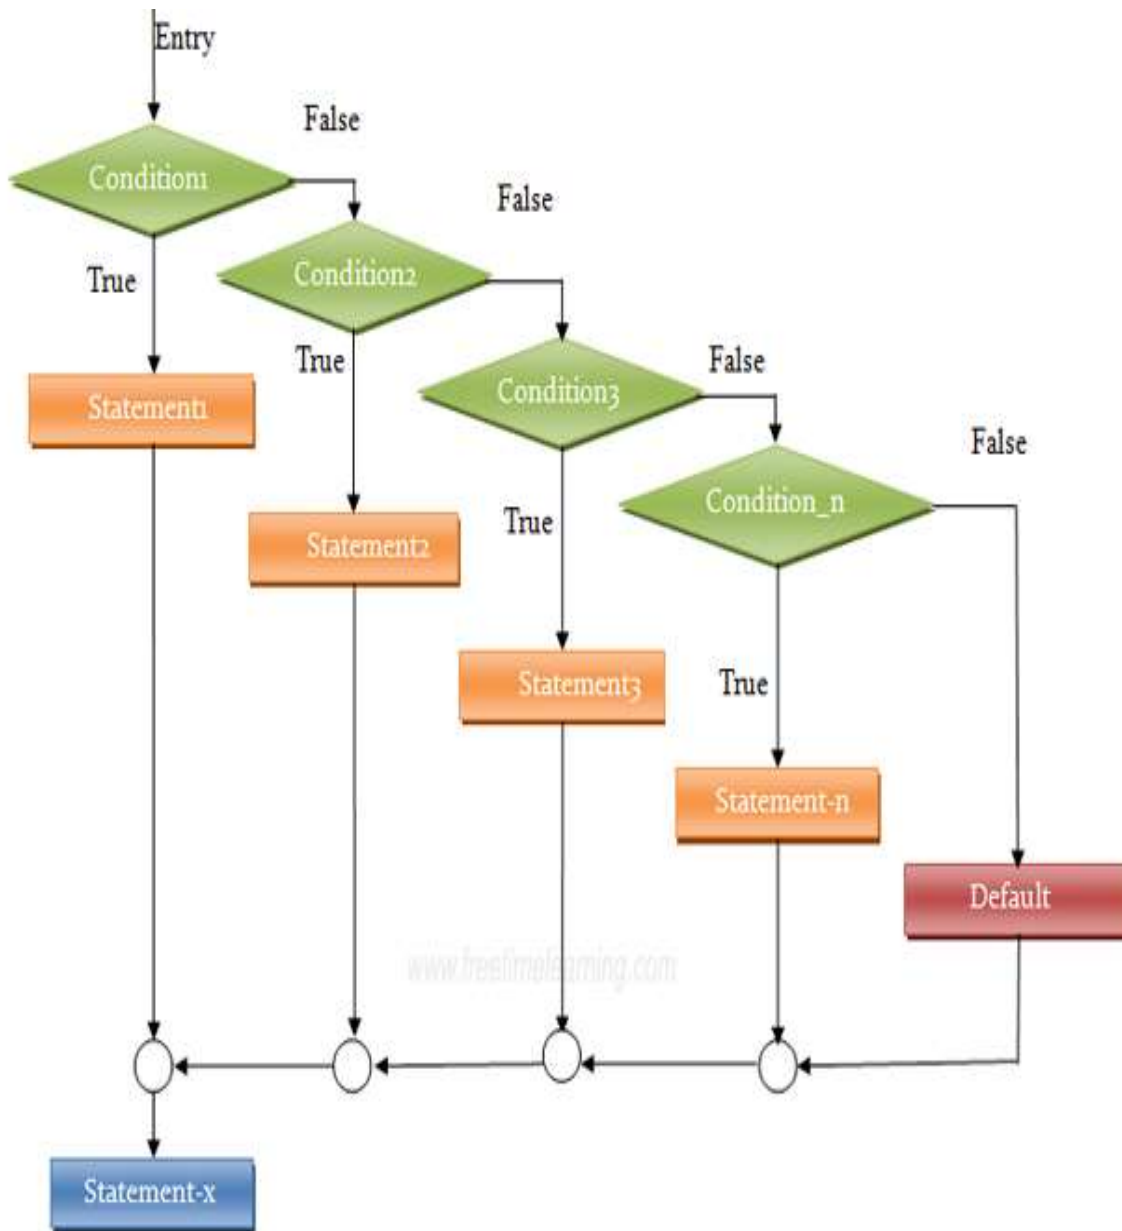 Entry
False
Condition1
False
True
Condition2
True
False
Condition3
Statement1
False
Condition_n
True
Statement2
True
Statement3
Statement-n
Default
www.freetimelearning.com
Statement-x